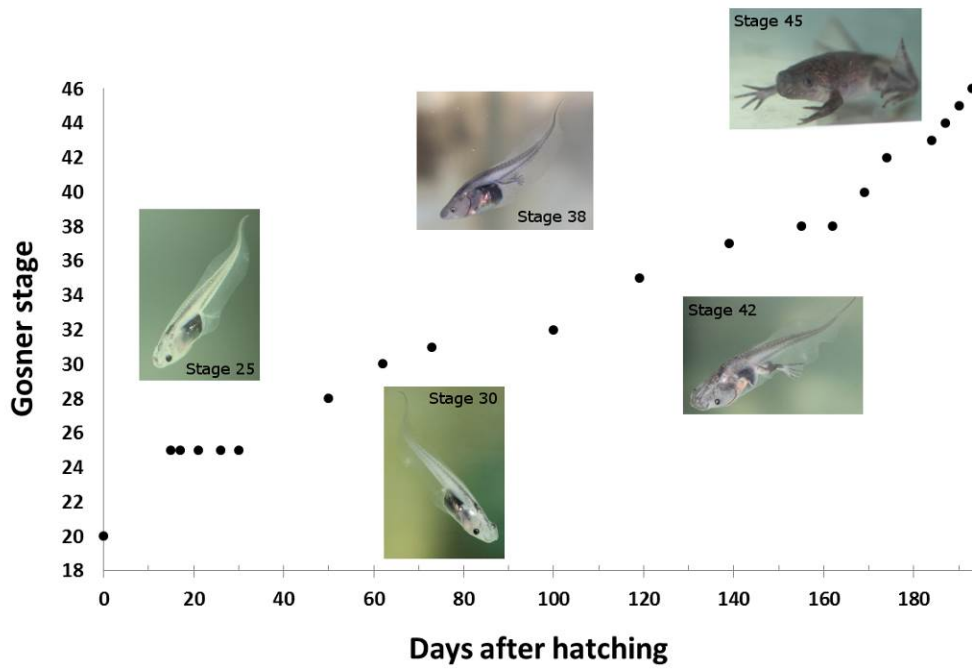 Stage 45
46
44
42
40
38
36
34
32
30
28
26
24
22
20
18
Gosner stage
Stage 38
Stage 25
Stage 42
Stage 30
0 20 40 60 80 100 120 140 160 180
Days after hatching